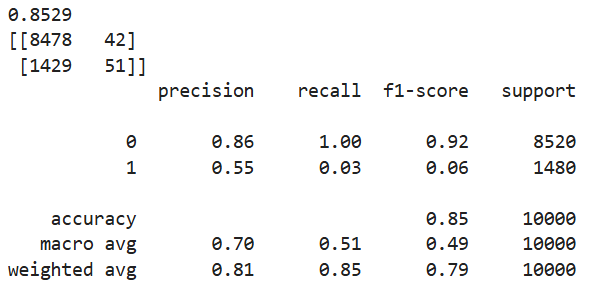 0.8529
[[8478   42]
 [1429   51]]
              precision    recall  f1-score   support

           0       0.86      1.00      0.92      8520
           1       0.55      0.03      0.06      1480

    accuracy                           0.85     10000
   macro avg       0.70      0.51      0.49     10000
weighted avg       0.81      0.85      0.79     10000